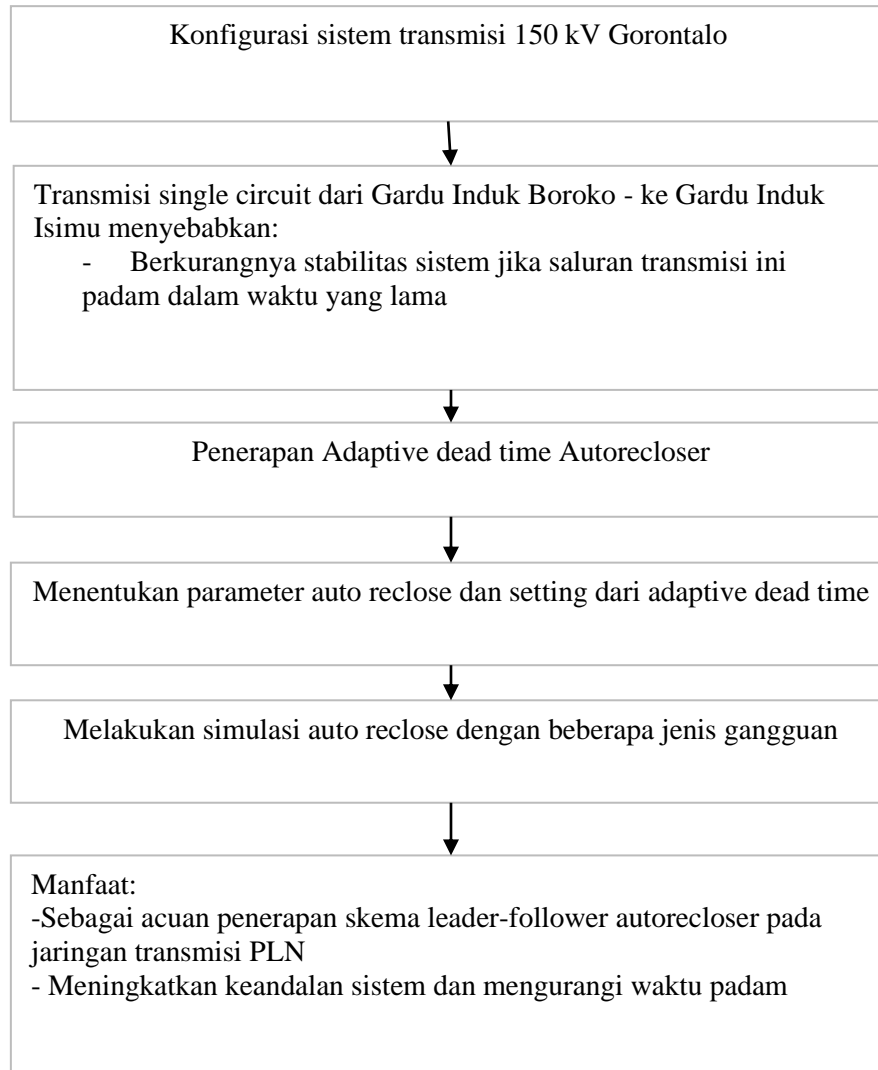 Konfigurasi sistem transmisi 150 kV Gorontalo
Transmisi single circuit dari Gardu Induk Boroko - ke Gardu Induk
Isimu menyebabkan:
- Berkurangnya stabilitas sistem jika saluran transmisi ini
padam dalam waktu yang lama
Penerapan Adaptive dead time Autorecloser
Menentukan parameter auto reclose dan setting dari adaptive dead time
Melakukan simulasi auto reclose dengan beberapa jenis gangguan
Manfaat:
-Sebagai acuan penerapan skema leader-follower autorecloser pada
jaringan transmisi PLN
- Meningkatkan keandalan sistem dan mengurangi waktu padam